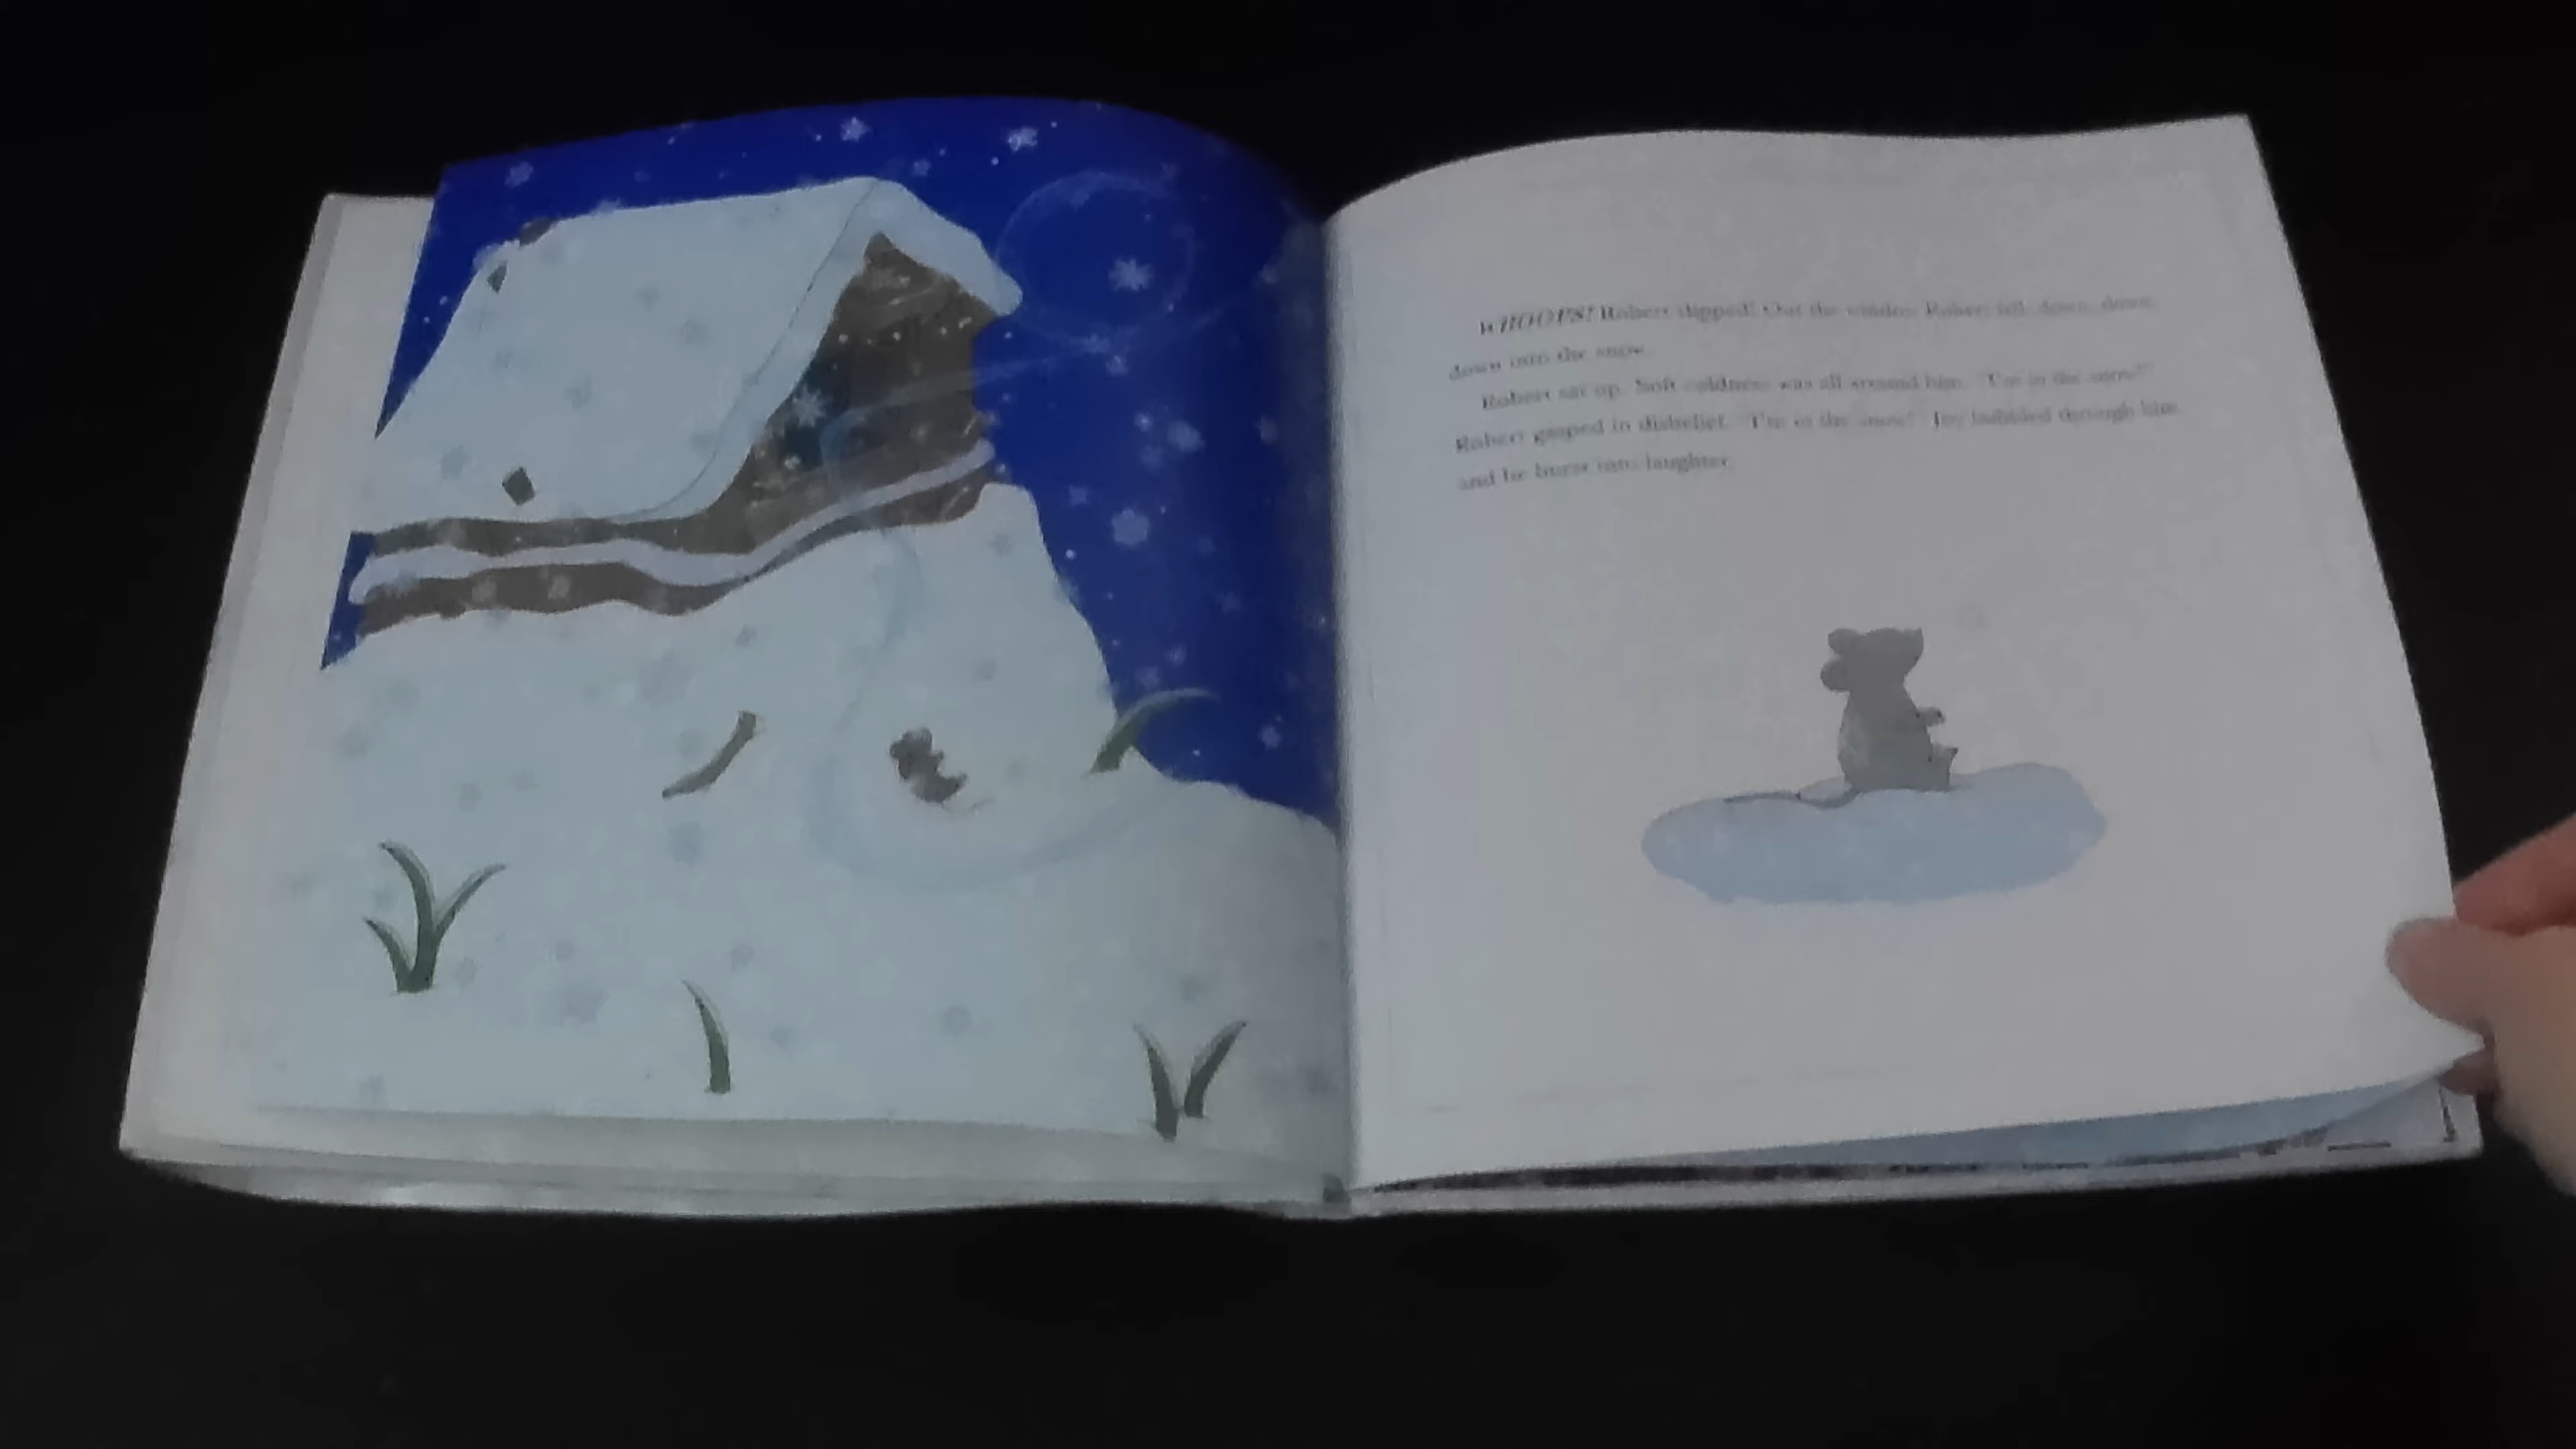 WHOOPS! Robert slipped! Out the window Robert fell, down, down,
down into the snow.
Robert sat up. Soft coldness was all around him. "I'm in the snow!"
Robert gasped in disbelief. "I'm in the snow!" Joy bubbled through him
and he burst into laughter.